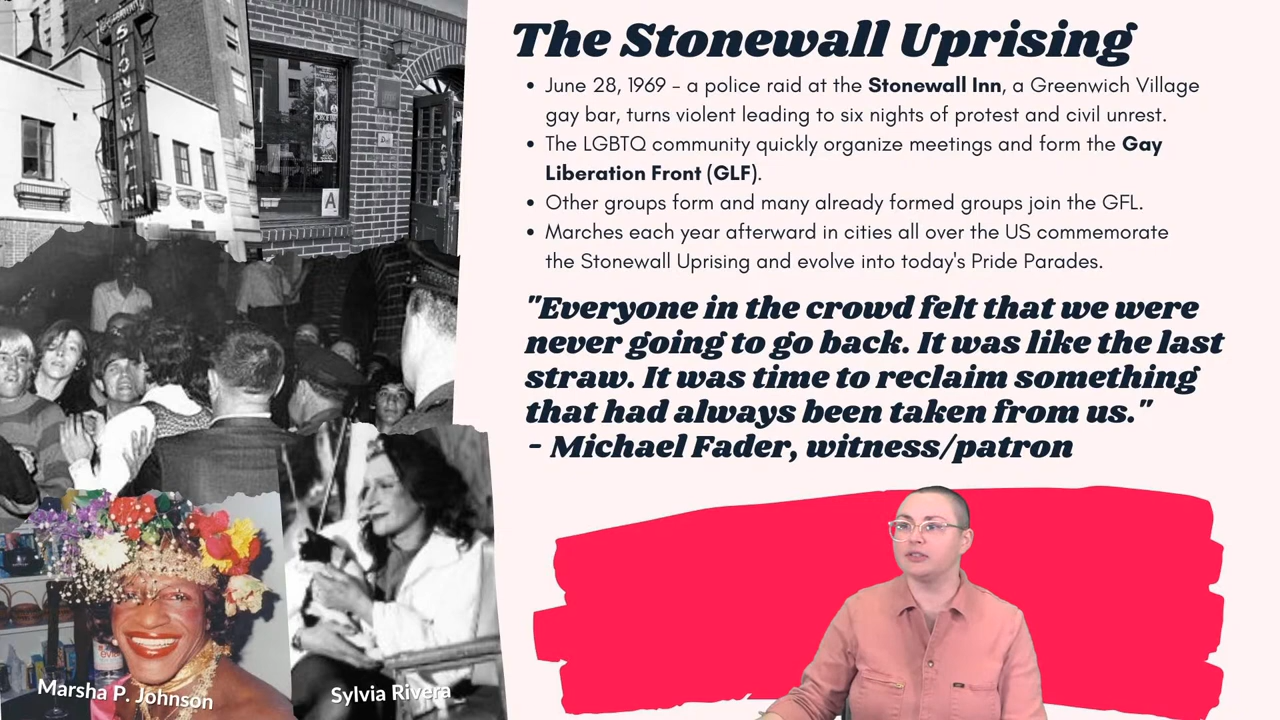 STONEWALL
A
The Stonewall Uprising
• June 28, 1969 - a police raid at the Stonewall Inn, a Greenwich Village
gay bar, turns violent leading to six nights of protest and civil unrest.
• The LGBTQ community quickly organize meetings and form the Gay
Liberation Front (GLF).
• Other groups form and many already formed groups join the GFL.
• Marches each year afterward in cities all over the US commemorate
the Stonewall Uprising and evolve into today's Pride Parades.
"Everyone in the crowd felt that we were
never going to go back. It was like the last
straw. It was time to reclaim something
that had always been taken from us."
- Michael Fader, witness/patron
Marsha P. Johnson
Sylvia Rivera